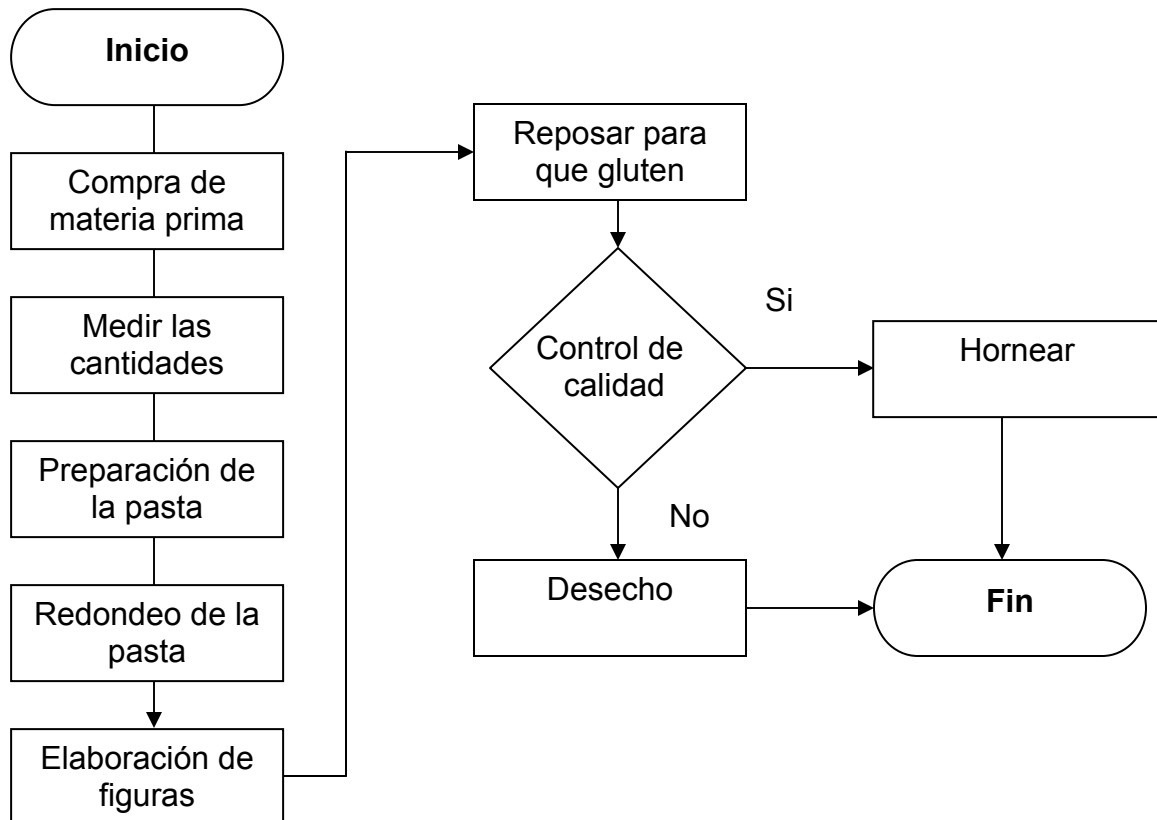 Inicio
Compra de
materia prima
Medir las
cantidades
Preparación de
la pasta
Redondeo de la
pasta
Elaboración de
figuras
Reposar para
que gluten
Control de
calidad
Si
Hornear
No
Desecho
Fin